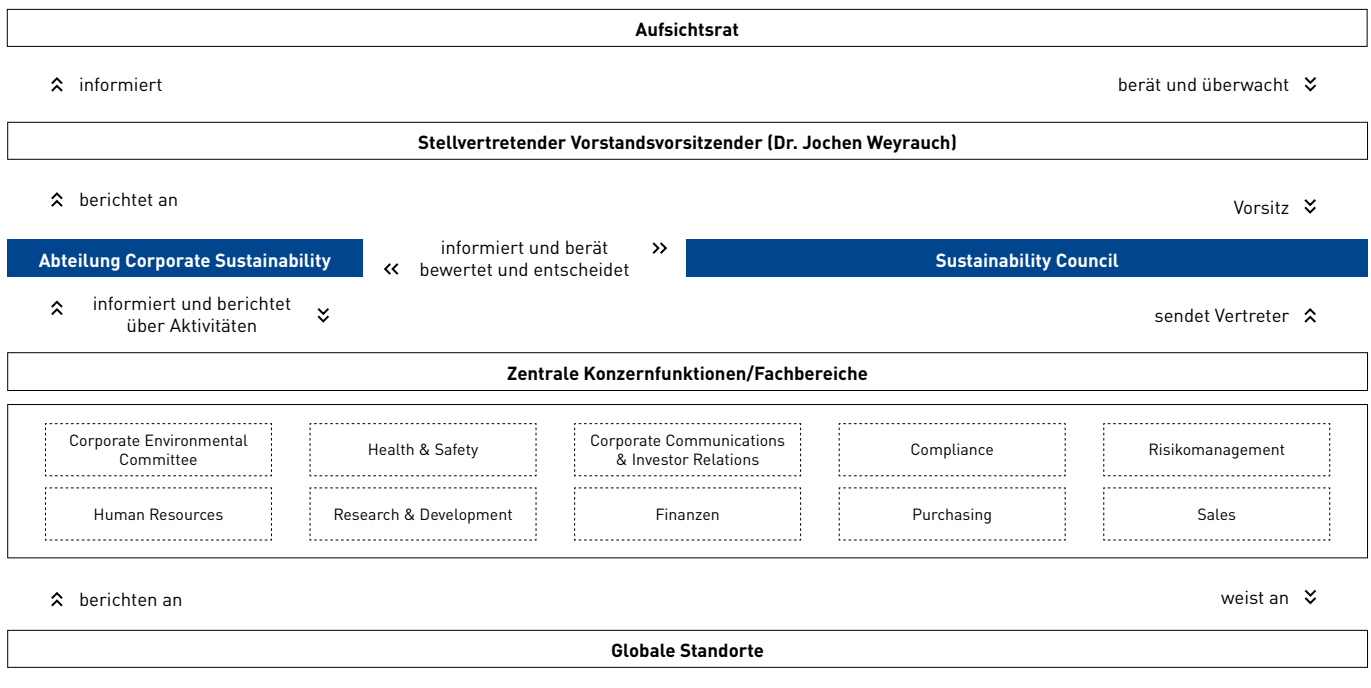 Aufsichtsrat
informiert
berät und überwacht
Stellvertretender Vorstandsvorsitzender (Dr. Jochen Weyrauch)
berichtet an
Vorsitz
Abteilung Corporate Sustainability
informiert und berät
bewertet und entscheidet
Sustainability Council
informiert und berichtet
über Aktivitäten
sendet Vertreter
Zentrale Konzernfunktionen/Fachbereiche
Corporate Environmental
Committee
Health & Safety
Corporate Communications
& Investor Relations
Compliance
Risikomanagement
Human Resources
Research & Development
Finanzen
Purchasing
Sales
berichten an
weist an
Globale Standorte